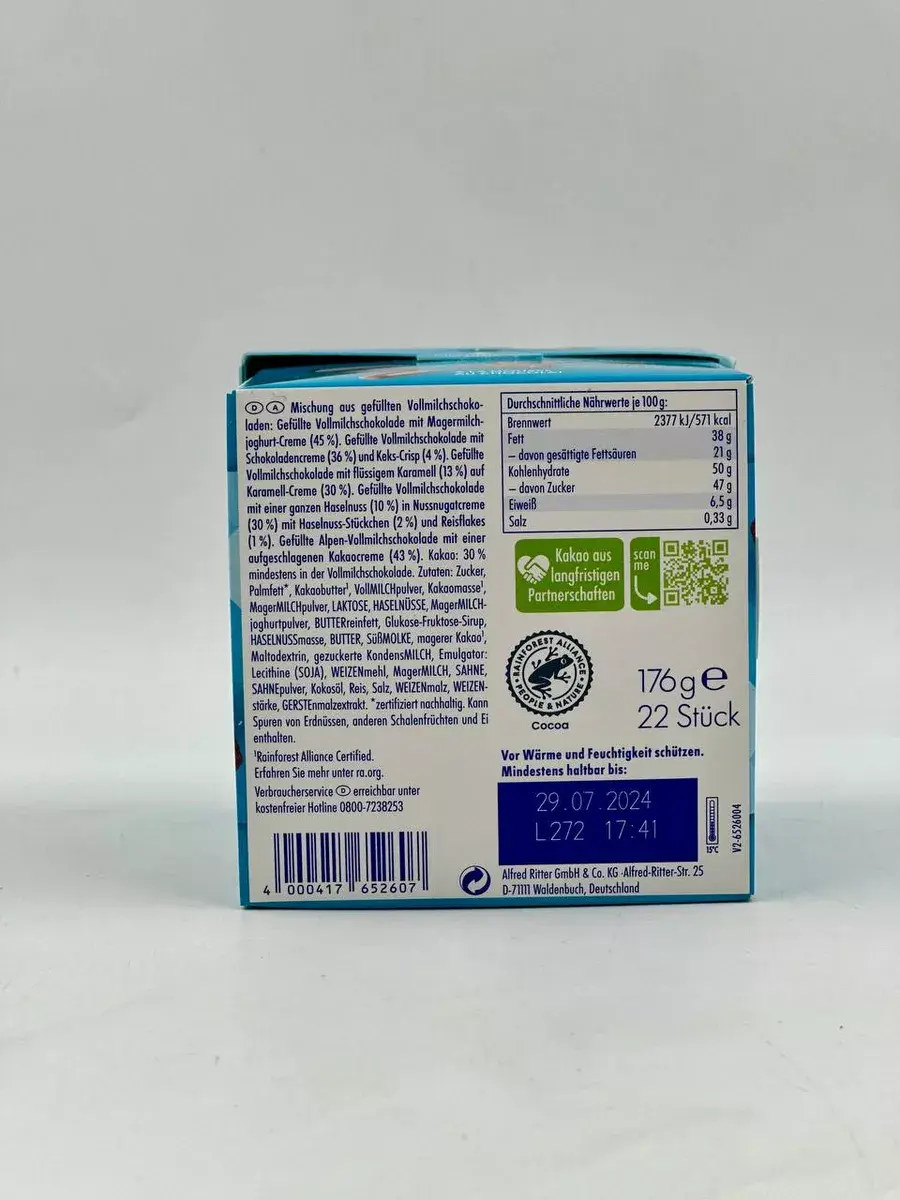 D A Mischung aus gefüllten Vollmilchschoko-
laden: Gefüllte Vollmilchschokolade mit Magermilch-
joghurt-Creme (45 %). Gefüllte Vollmilchschokolade mit
Schokoladencreme (36 %) und Keks-Crisp (4 %). Gefüllte
Vollmilchschokolade mit flüssigem Karamell (13 %) auf
Karamell-Creme (30 %). Gefüllte Vollmilchschokolade
mit einer ganzen Haselnuss (10 %) in Nussnugatcreme
(30 %) mit Haselnuss-Stückchen (2 %) und Reisflakes
(1 %). Gefüllte Alpen-Vollmilchschokolade mit einer
aufgeschlagenen Kakaocreme (43 %). Kakao: 30 %
mindestens in der Vollmilchschokolade. Zutaten: Zucker,
Palmfett*, Kakaobutter¹, VollMILCHpulver, Kakaomasse¹,
MagerMILCHpulver, LAKTOSE, HASELNÜSSE, MagerMILCH-
joghurtpulver, BUTTERreinfett, Glukose-Fruktose-Sirup,
HASELNUSSmasse, BUTTER, SüßMOLKE, magerer Kakao¹,
Maltodextrin, gezuckerte KondensMILCH, Emulgator:
Lecithine (SOJA), WEIZENmehl, MagerMILCH, SAHNE,
SAHNEpulver, Kokosöl, Reis, Salz, WEIZENmalz, WEIZEN-
stärke, GERSTENmalzextrakt. *zertifiziert nachhaltig. Kann
Spuren von Erdnüssen, anderen Schalenfrüchten und Ei
enthalten.
¹Rainforest Alliance Certified.
Erfahren Sie mehr unter ra.org.
Verbraucherservice D erreichbar unter
kostenfreier Hotline 0800-7238253
4 000417 652607
Durchschnittliche Nährwerte je 100 g:
Brennwert 2377 kJ/571 kcal
Fett 38 g
– davon gesättigte Fettsäuren 21 g
Kohlenhydrate 50 g
– davon Zucker 47 g
Eiweiß 6,5 g
Salz 0,33 g
Kakao aus
langfristigen
Partnerschaften
scan
me
RAINFOREST ALLIANCE
PEOPLE & NATURE
Cocoa
176 g e
22 Stück
Vor Wärme und Feuchtigkeit schützen.
Mindestens haltbar bis:
29.07.2024
L272 17:41
15°C
V2-6526004
Alfred Ritter GmbH & Co. KG · Alfred-Ritter-Str. 25
D-71111 Waldenbuch, Deutschland